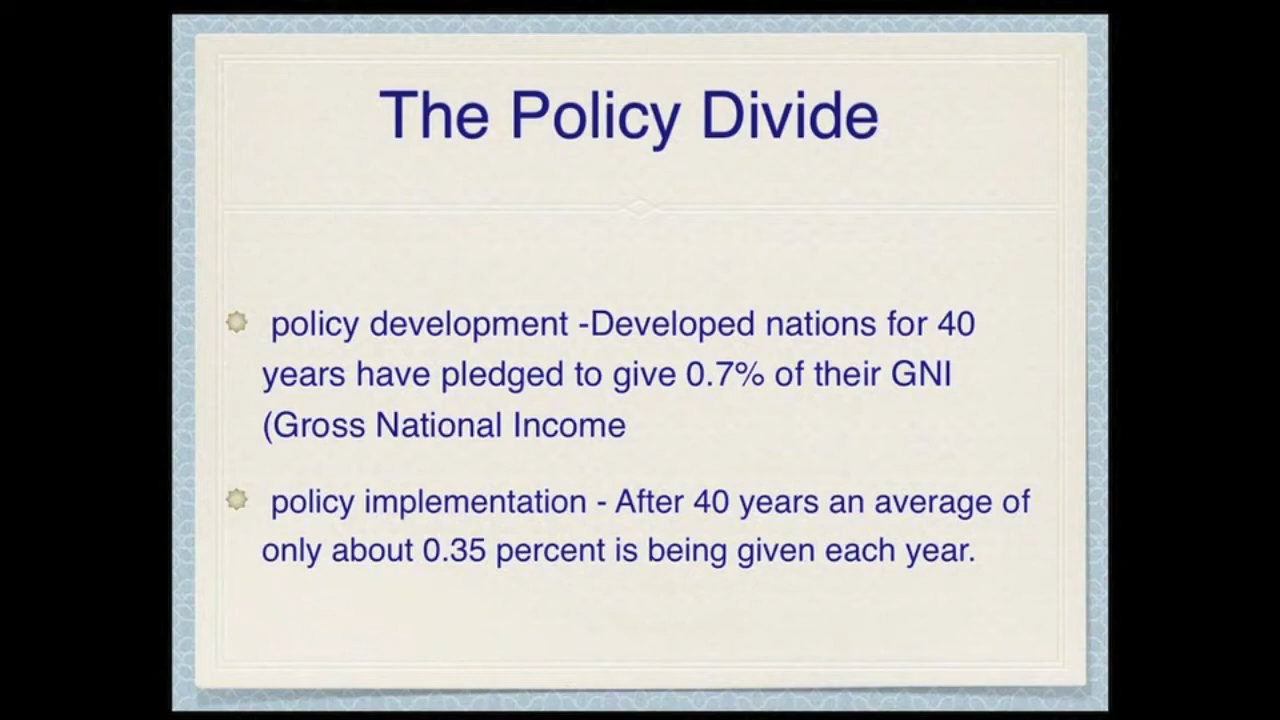 The Policy Divide
policy development -Developed nations for 40
years have pledged to give 0.7% of their GNI
(Gross National Income
policy implementation - After 40 years an average of
only about 0.35 percent is being given each year.